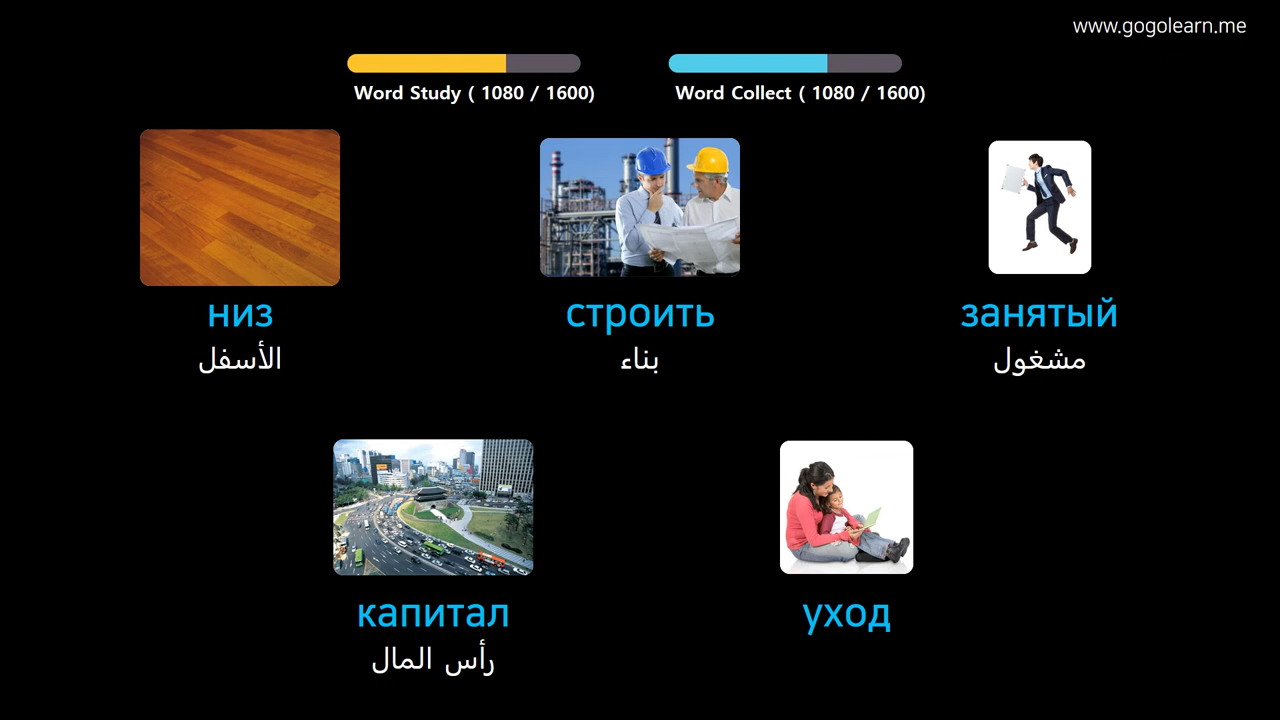 www.gogolearn.me
Word Study ( 1080 / 1600)
Word Collect ( 1080 / 1600)
низ
строить
занятый
الأسفل
بناء
مشغول
капитал
уход
رأس المال